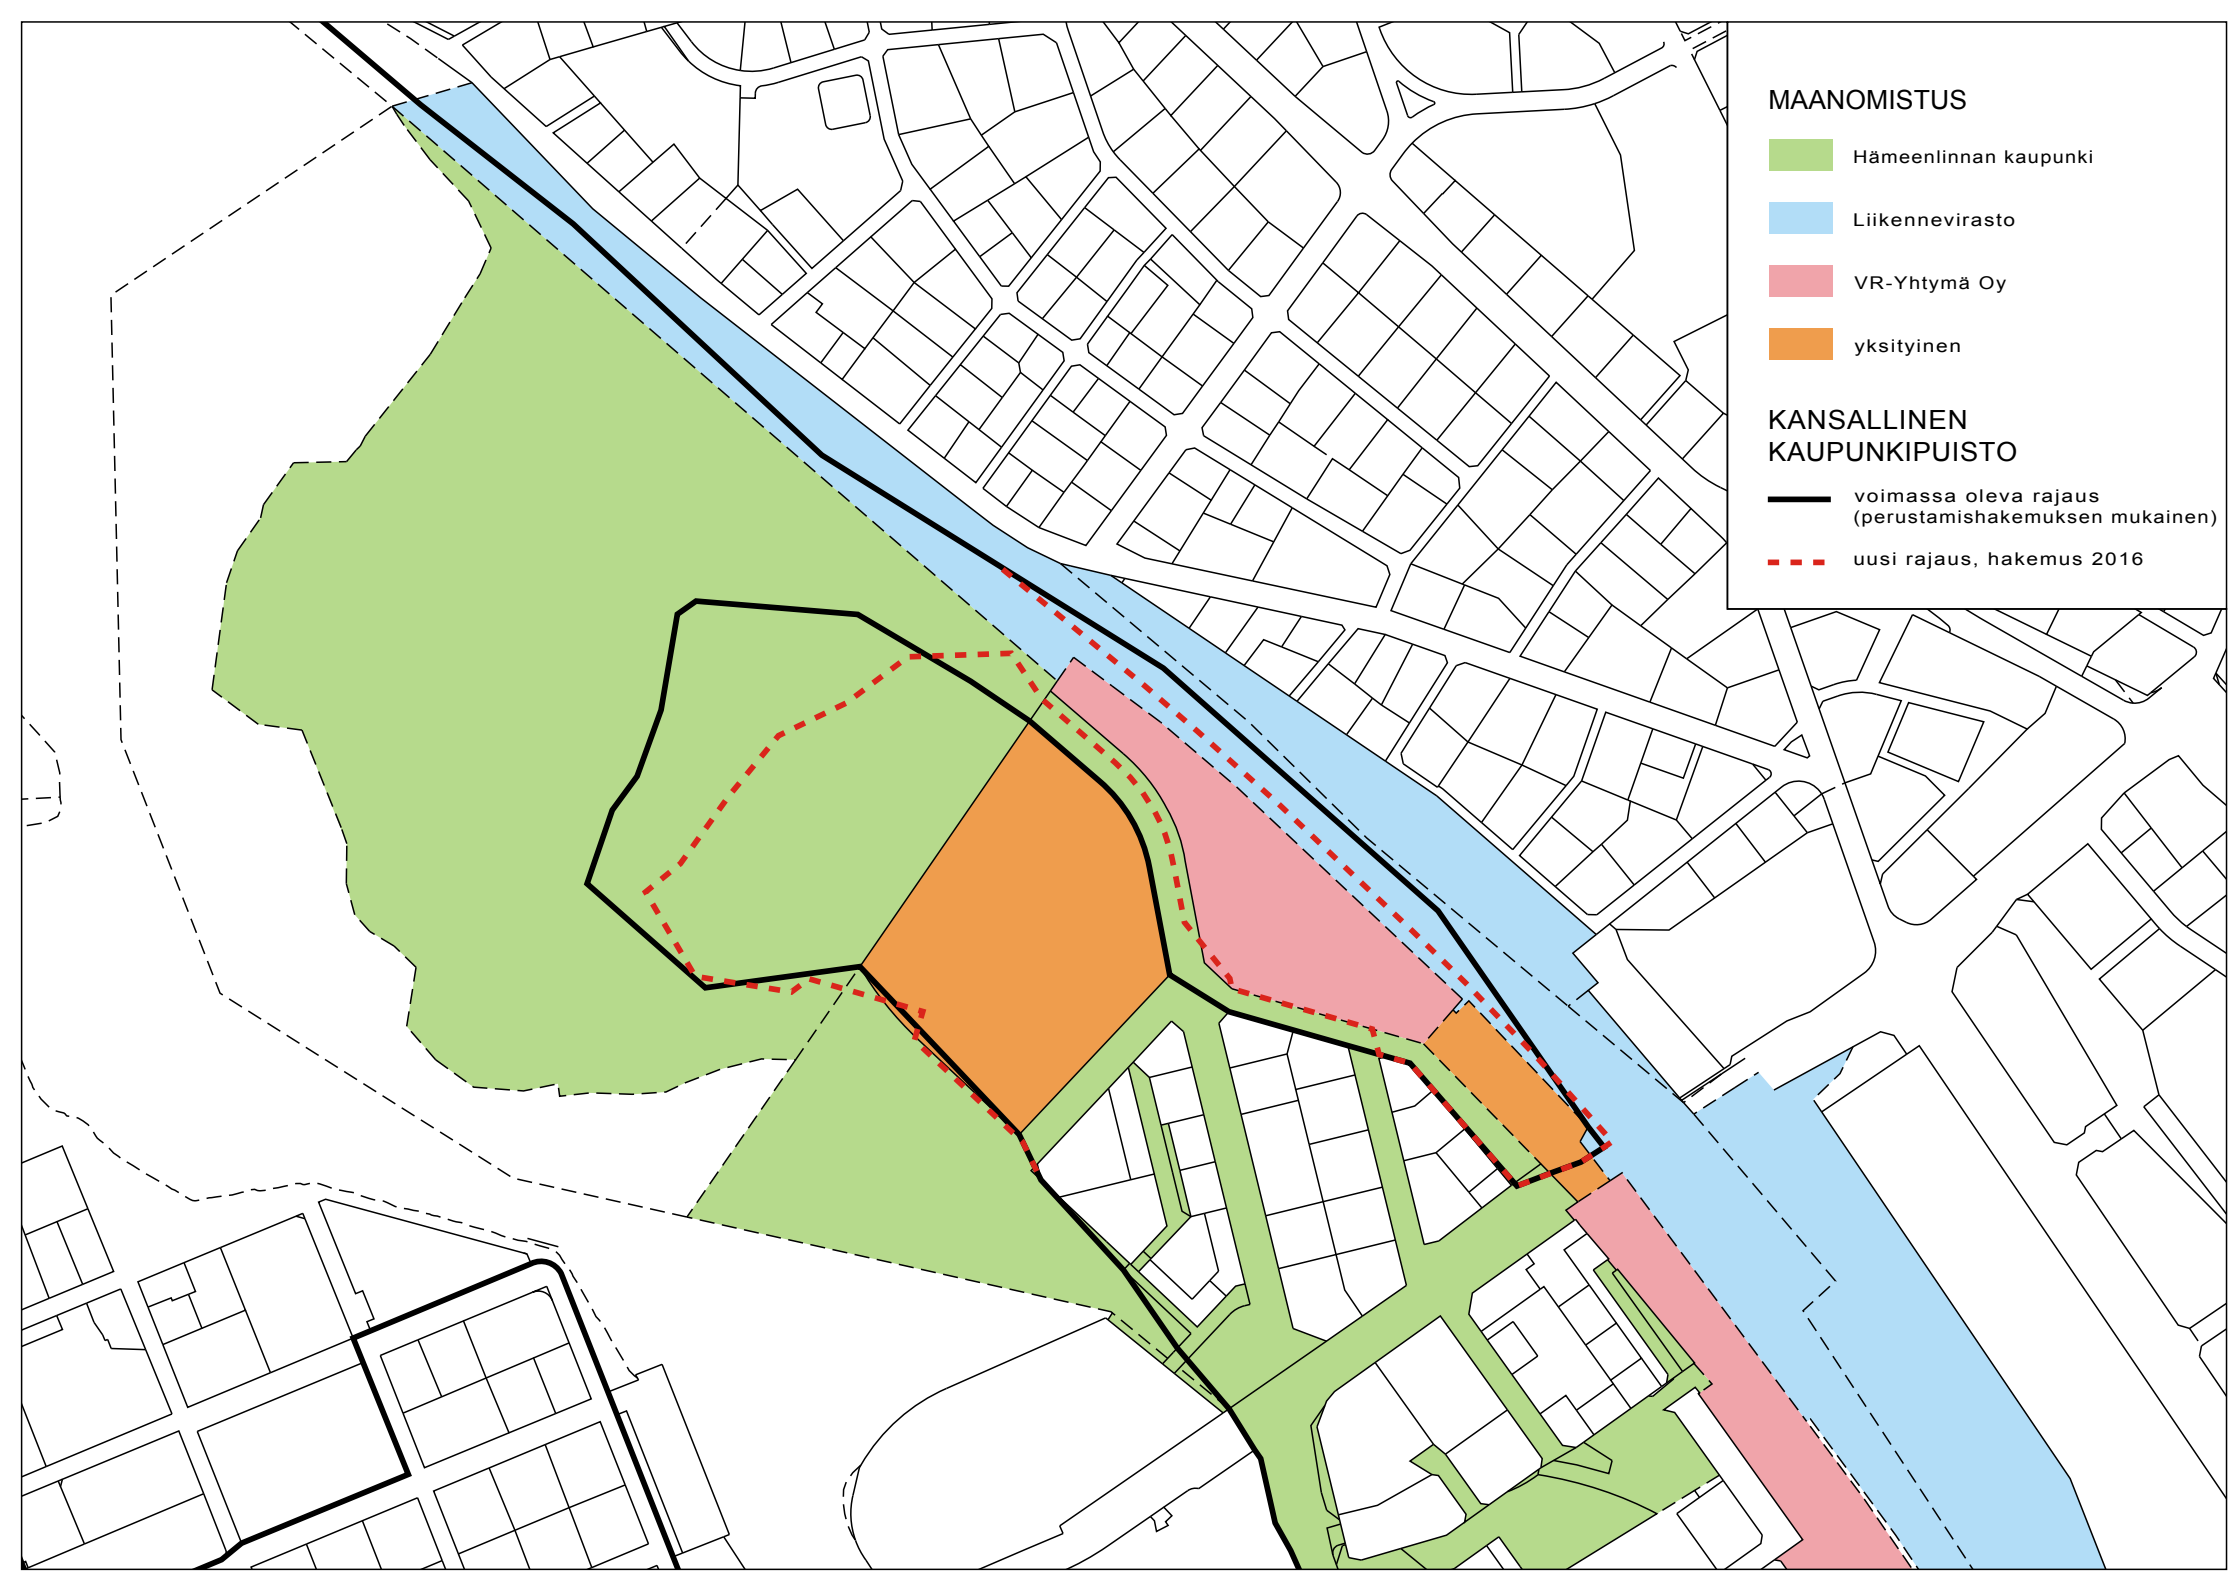 MAANOMISTUS
Hämeenlinnan kaupunki
Liikennevirasto
VR-Yhtymä Oy
yksityinen
KANSALLINEN
KAUPUNKIPUISTO
voimassa oleva rajaus
(perustamishakemuksen mukainen)
uusi rajaus, hakemus 2016